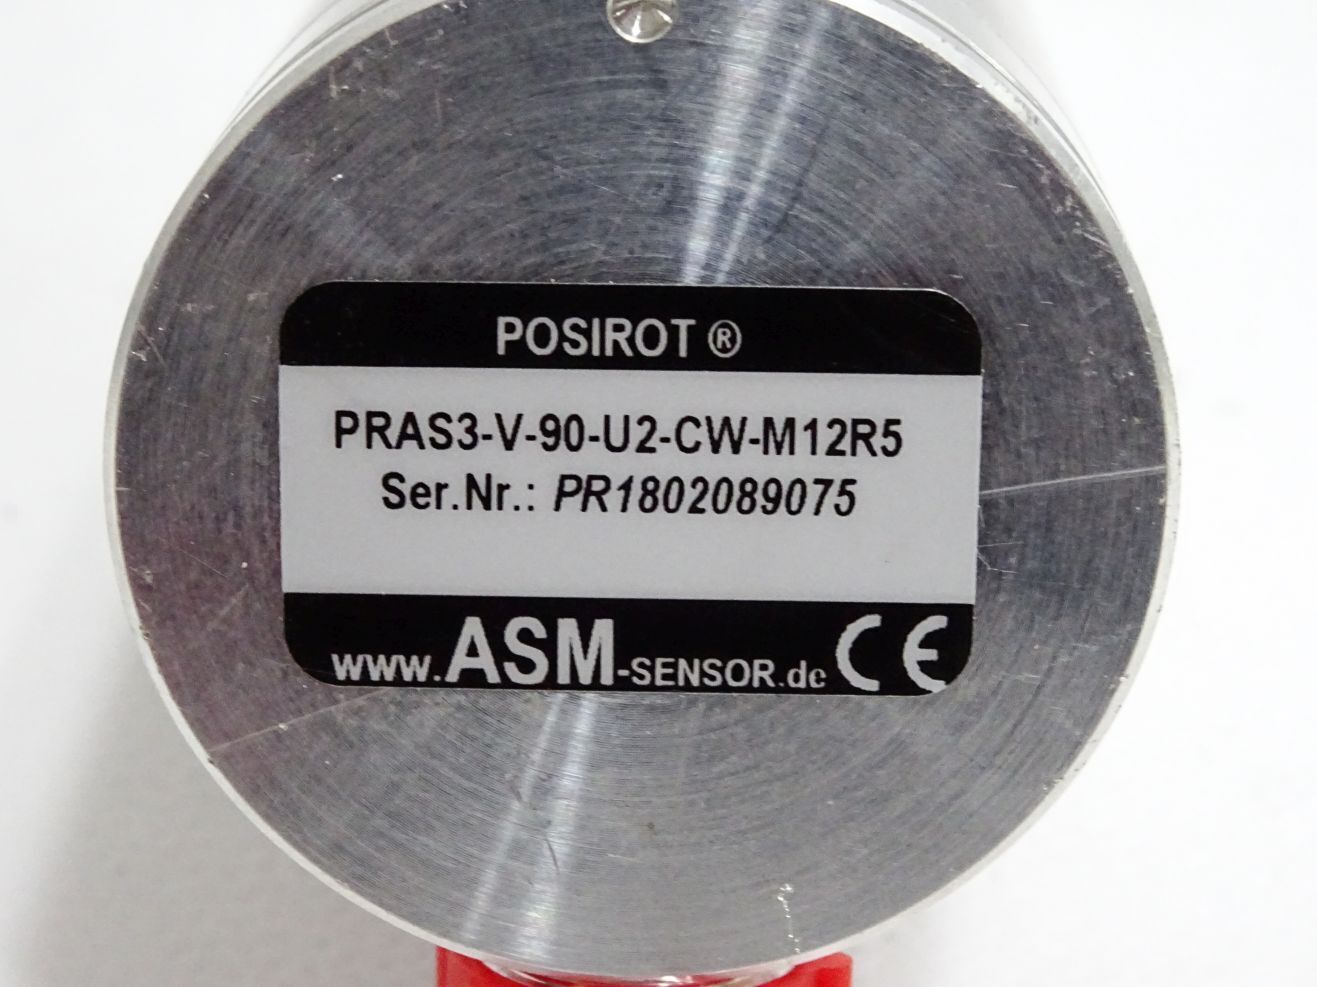 POSIROT ®
PRAS3-V-90-U2-CW-M12R5
Ser.Nr.: PR1802089075
www.ASM-SENSOR.de CE